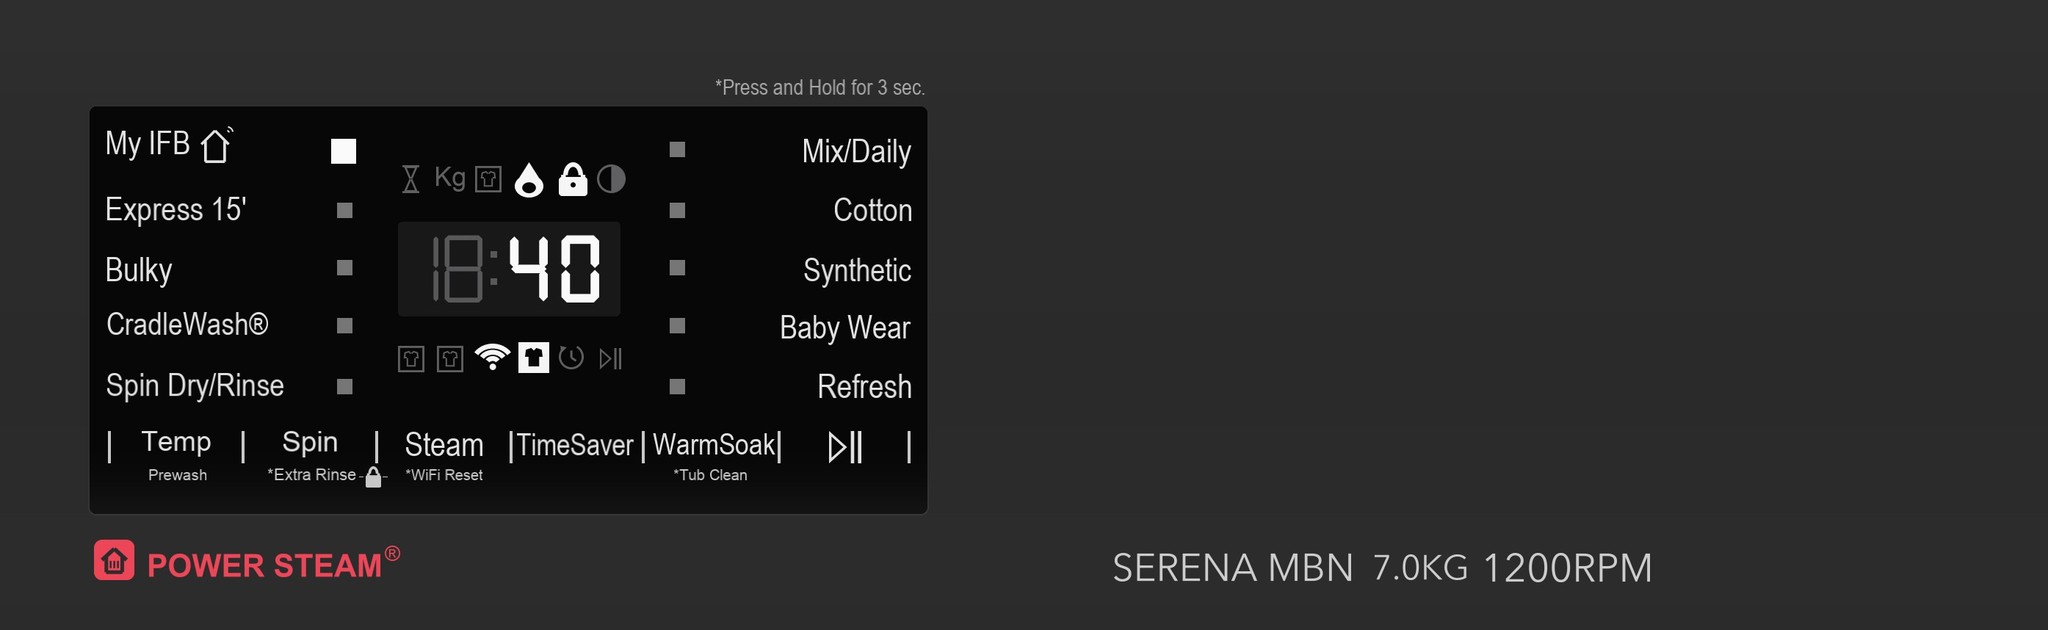 *Press and Hold for 3 sec.
My IFB
Mix/Daily
Kg
Express 15'
Cotton
18:40
Bulky
Synthetic
CradleWash®
Baby Wear
Spin Dry/Rinse
Refresh
Temp | Spin | Steam | TimeSaver | WarmSoak |
Prewash *Extra Rinse *WiFi Reset *Tub Clean
POWER STEAM®
SERENA MBN 7.0KG 1200RPM